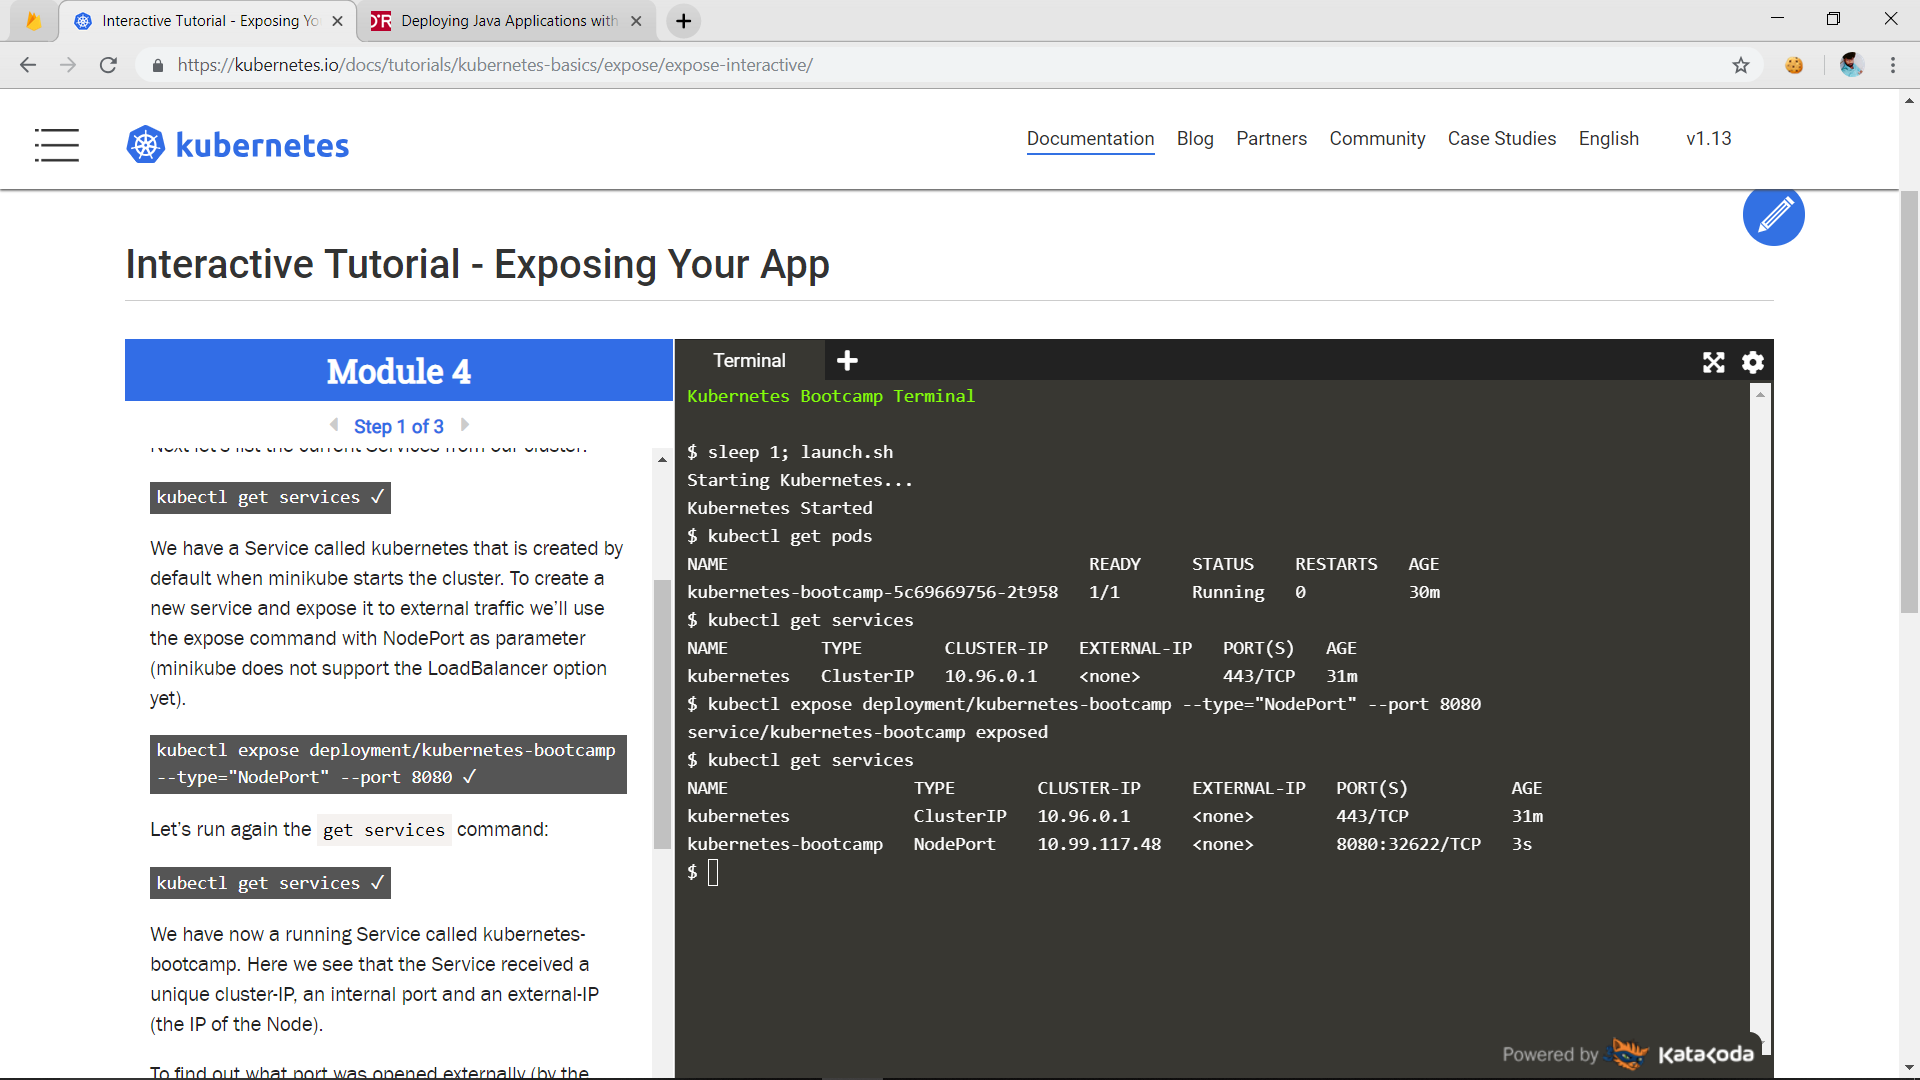 Interactive Tutorial - Exposing Yo
Deploying Java Applications with
https://kubernetes.io/docs/tutorials/kubernetes-basics/expose/expose-interactive/
kubernetes
Documentation Blog Partners Community Case Studies English v1.13
Interactive Tutorial - Exposing Your App
Module 4
Step 1 of 3
Next let's list the current Services from our cluster:
kubectl get services ✓
We have a Service called kubernetes that is created by
default when minikube starts the cluster. To create a
new service and expose it to external traffic we'll use
the expose command with NodePort as parameter
(minikube does not support the LoadBalancer option
yet).
kubectl expose deployment/kubernetes-bootcamp
--type="NodePort" --port 8080 ✓
Let's run again the get services command:
kubectl get services ✓
We have now a running Service called kubernetes-
bootcamp. Here we see that the Service received a
unique cluster-IP, an internal port and an external-IP
(the IP of the Node).
To find out what port was opened externally (by the
Terminal
Kubernetes Bootcamp Terminal
$ sleep 1; launch.sh
Starting Kubernetes...
Kubernetes Started
$ kubectl get pods
NAME READY STATUS RESTARTS AGE
kubernetes-bootcamp-5c69669756-2t958 1/1 Running 0 30m
$ kubectl get services
NAME TYPE CLUSTER-IP EXTERNAL-IP PORT(S) AGE
kubernetes ClusterIP 10.96.0.1 <none> 443/TCP 31m
$ kubectl expose deployment/kubernetes-bootcamp --type="NodePort" --port 8080
service/kubernetes-bootcamp exposed
$ kubectl get services
NAME TYPE CLUSTER-IP EXTERNAL-IP PORT(S) AGE
kubernetes ClusterIP 10.96.0.1 <none> 443/TCP 31m
kubernetes-bootcamp NodePort 10.99.117.48 <none> 8080:32622/TCP 3s
$
Powered by Katacoda